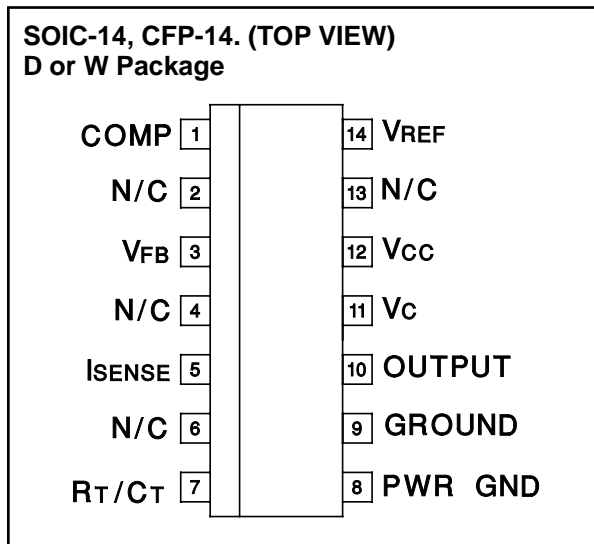 SOIC-14, CFP-14. (TOP VIEW)
D or W Package
COMP 1 14 VREF
N/C 2 13 N/C
VFB 3 12 VCC
N/C 4 11 VC
ISENSE 5 10 OUTPUT
N/C 6 9 GROUND
RT/CT 7 8 PWR GND